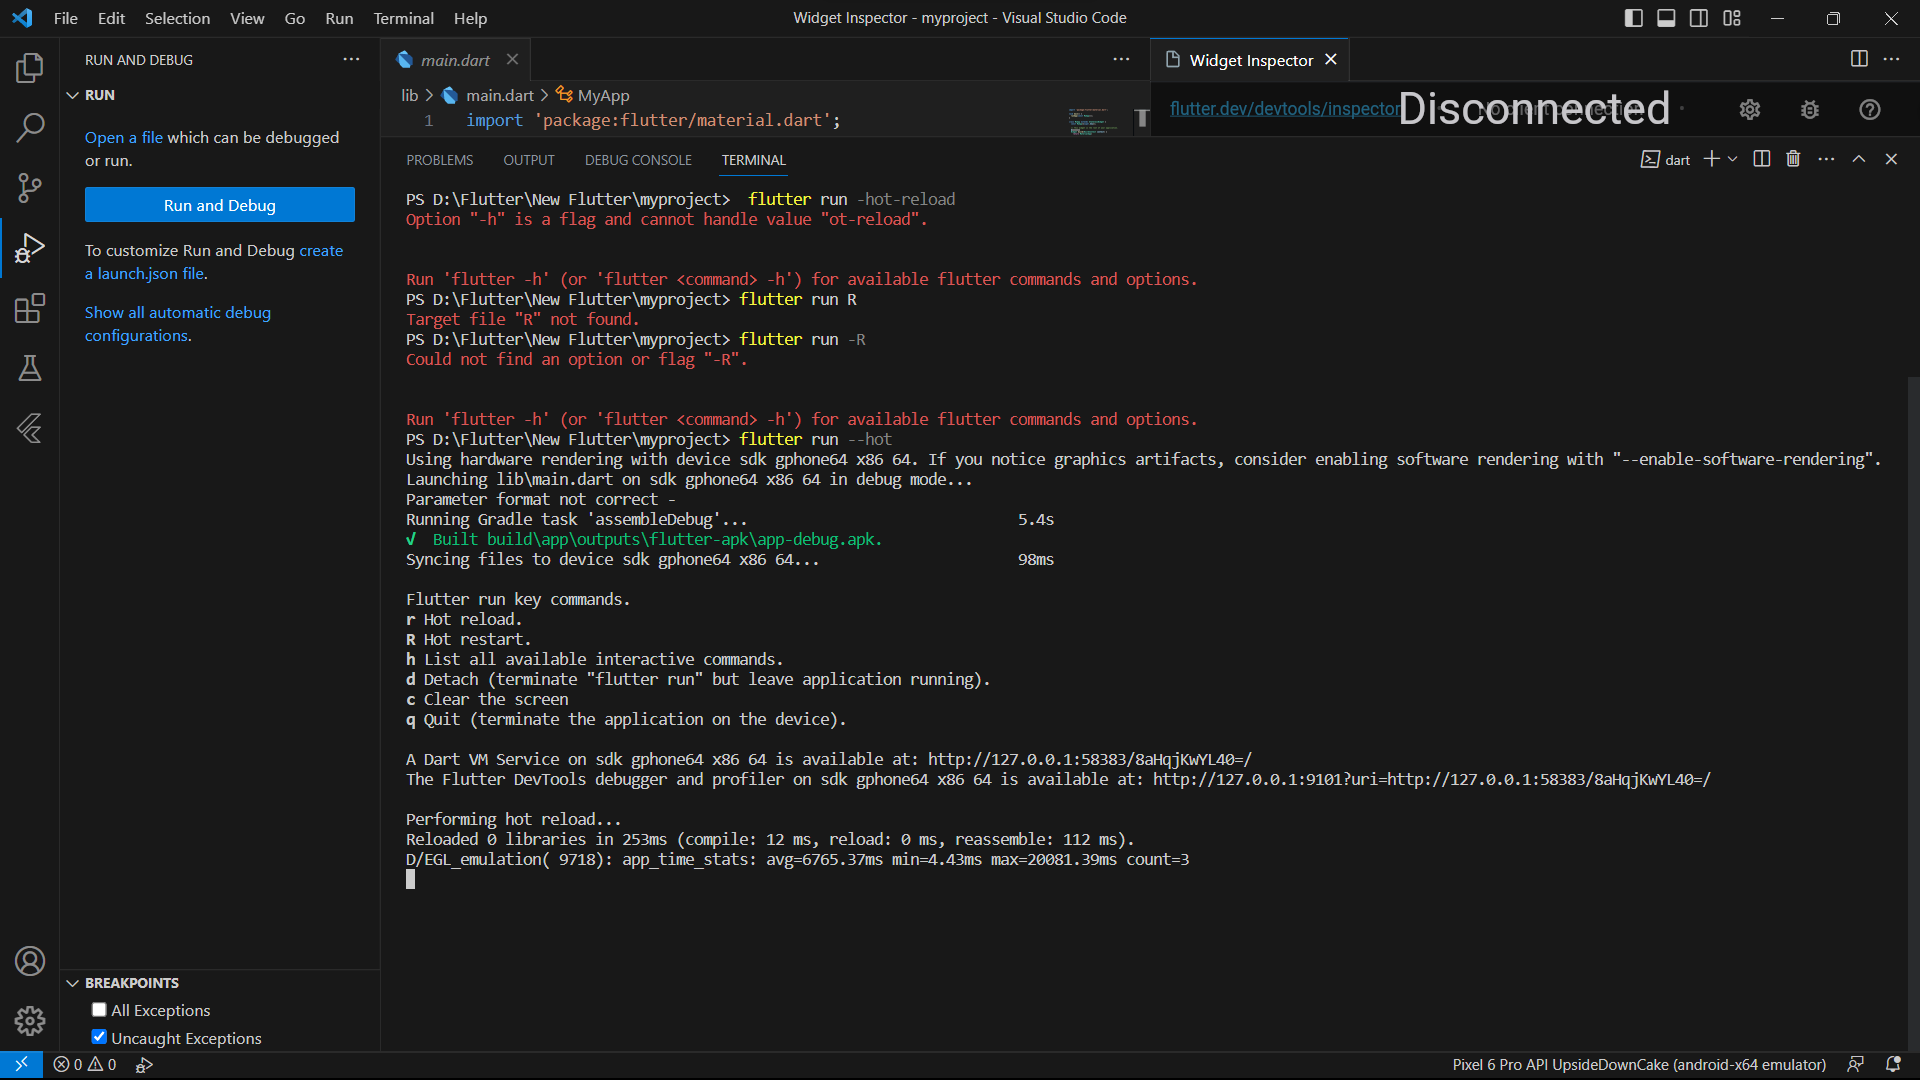 File Edit Selection View Go Run Terminal Help
Widget Inspector - myproject - Visual Studio Code
RUN AND DEBUG
RUN
Open a file which can be debugged
or run.
Run and Debug
To customize Run and Debug create
a launch.json file.
Show all automatic debug
configurations.
main.dart
Widget Inspector
lib > main.dart > MyApp
1 import 'package:flutter/material.dart';
flutter.dev/devtools/inspector
Disconnected
PROBLEMS OUTPUT DEBUG CONSOLE TERMINAL
dart
PS D:\Flutter\New Flutter\myproject>  flutter run -hot-reload
Option "-h" is a flag and cannot handle value "ot-reload".
Run 'flutter -h' (or 'flutter <command> -h') for available flutter commands and options.
PS D:\Flutter\New Flutter\myproject> flutter run R
Target file "R" not found.
PS D:\Flutter\New Flutter\myproject> flutter run -R
Could not find an option or flag "-R".
Run 'flutter -h' (or 'flutter <command> -h') for available flutter commands and options.
PS D:\Flutter\New Flutter\myproject> flutter run --hot
Using hardware rendering with device sdk gphone64 x86 64. If you notice graphics artifacts, consider enabling software rendering with "--enable-software-rendering".
Launching lib\main.dart on sdk gphone64 x86 64 in debug mode...
Parameter format not correct -
Running Gradle task 'assembleDebug'... 5.4s
√ Built build\app\outputs\flutter-apk\app-debug.apk.
Syncing files to device sdk gphone64 x86 64... 98ms
Flutter run key commands.
r Hot reload.
R Hot restart.
h List all available interactive commands.
d Detach (terminate "flutter run" but leave application running).
c Clear the screen
q Quit (terminate the application on the device).
A Dart VM Service on sdk gphone64 x86 64 is available at: http://127.0.0.1:58383/8aHqjKwYL40=/
The Flutter DevTools debugger and profiler on sdk gphone64 x86 64 is available at: http://127.0.0.1:9101?uri=http://127.0.0.1:58383/8aHqjKwYL40=/
Performing hot reload...
Reloaded 0 libraries in 253ms (compile: 12 ms, reload: 0 ms, reassemble: 112 ms).
D/EGL_emulation( 9718): app_time_stats: avg=6765.37ms min=4.43ms max=20081.39ms count=3
BREAKPOINTS
All Exceptions
Uncaught Exceptions
0 0
Pixel 6 Pro API UpsideDownCake (android-x64 emulator)